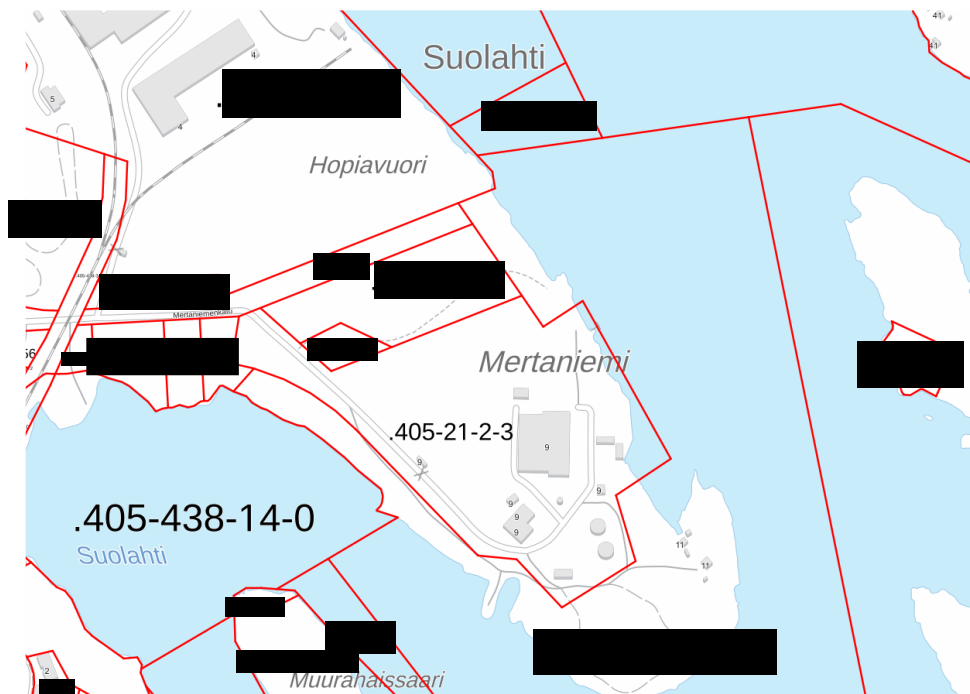 41
41
Suolahti
4
5
4
Hopiavuori
Mertaniemenkatu
Mertaniemi
.405-21-2-3
9
9
9
9
9
9
.405-438-14-0
Suolahti
11
11
2
Muurahaissaari